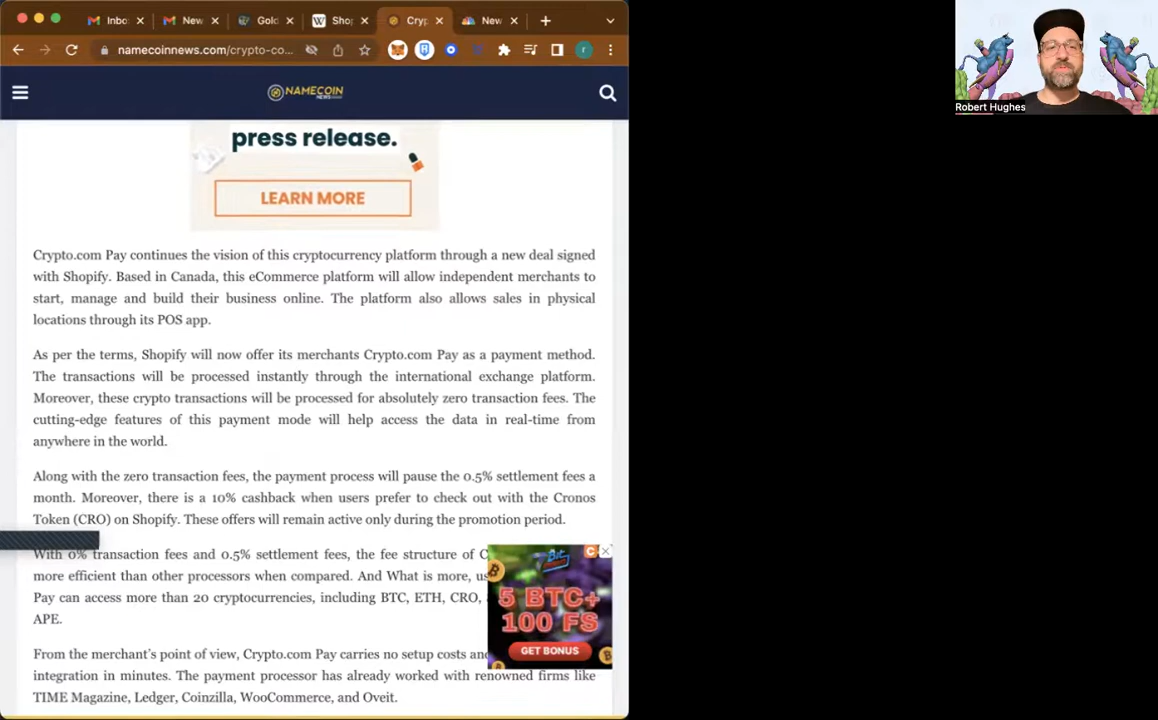 Inbo
New
Gold
Shop
Cryp
New
namecoinnews.com/crypto-co...
r
NAMECOIN
NEWS
press release.
LEARN MORE
Crypto.com Pay continues the vision of this cryptocurrency platform through a new deal signed
with Shopify. Based in Canada, this eCommerce platform will allow independent merchants to
start, manage and build their business online. The platform also allows sales in physical
locations through its POS app.
As per the terms, Shopify will now offer its merchants Crypto.com Pay as a payment method.
The transactions will be processed instantly through the international exchange platform.
Moreover, these crypto transactions will be processed for absolutely zero transaction fees. The
cutting-edge features of this payment mode will help access the data in real-time from
anywhere in the world.
Along with the zero transaction fees, the payment process will pause the 0.5% settlement fees a
month. Moreover, there is a 10% cashback when users prefer to check out with the Cronos
Token (CRO) on Shopify. These offers will remain active only during the promotion period.
With 0% transaction fees and 0.5% settlement fees, the fee structure of C
more efficient than other processors when compared. And What is more, us
Pay can access more than 20 cryptocurrencies, including BTC, ETH, CRO,
APE.
From the merchant's point of view, Crypto.com Pay carries no setup costs and
integration in minutes. The payment processor has already worked with renowned firms like
TIME Magazine, Ledger, Coinzilla, WooCommerce, and Oveit.
Bit
5 BTC+
100 FS
GET BONUS
Robert Hughes